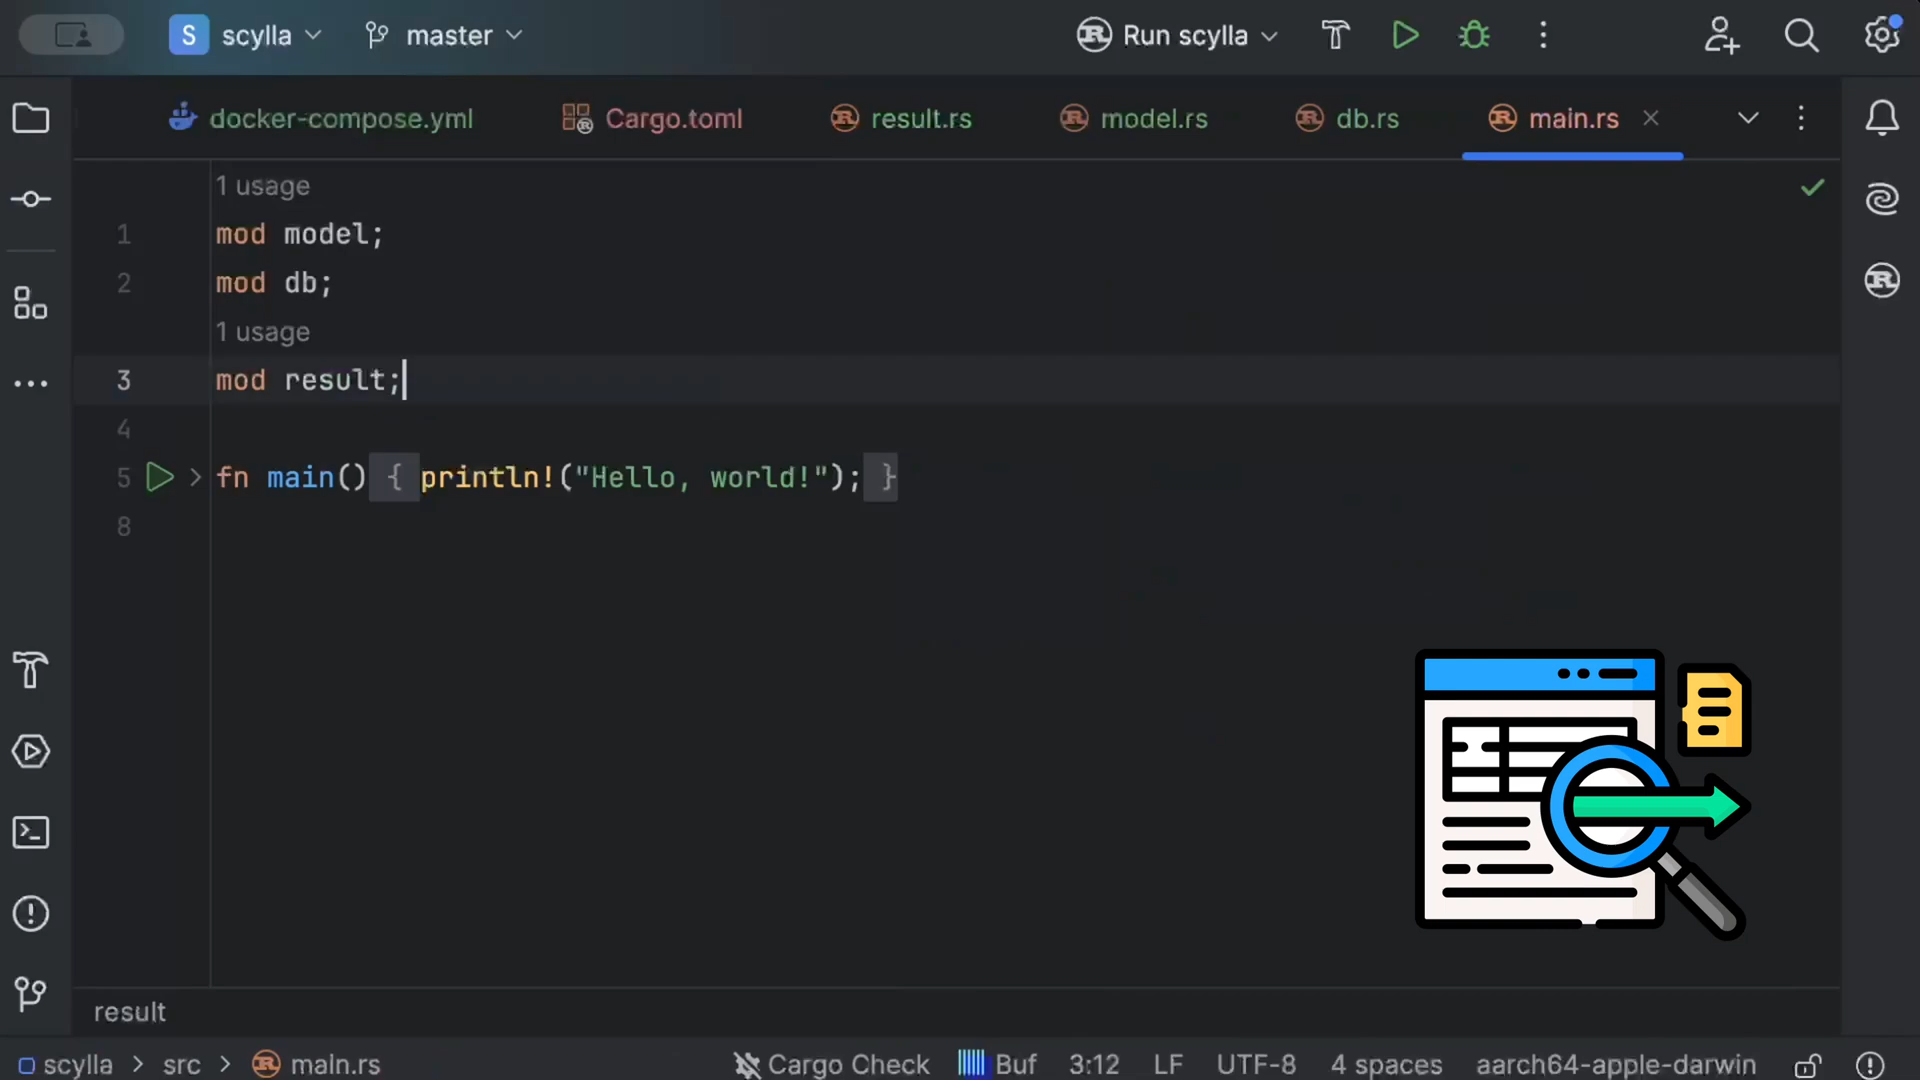 S scylla master Run scylla
docker-compose.yml Cargo.toml result.rs model.rs db.rs main.rs
1 usage
1 mod model;
2 mod db;
1 usage
3 mod result;
4
5 fn main() { println!("Hello, world!"); }
8
result
scylla > src > main.rs Cargo Check Buf 3:12 LF UTF-8 4 spaces aarch64-apple-darwin